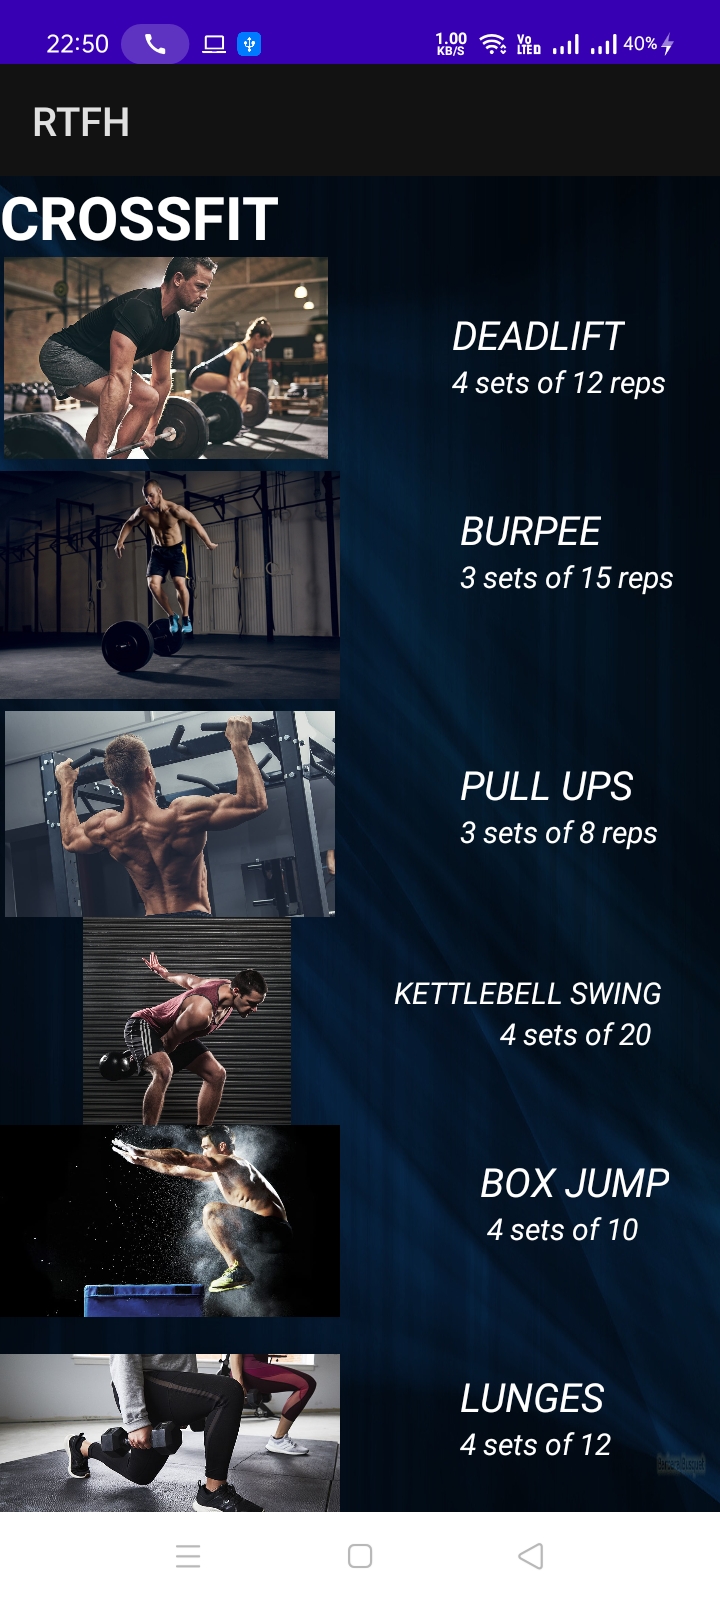 22:50
1.00
KB/S
Vo
LTE
40%
RTFH
CROSSFIT
DEADLIFT
4 sets of 12 reps
BURPEE
3 sets of 15 reps
PULL UPS
3 sets of 8 reps
KETTLEBELL SWING
4 sets of 20
BOX JUMP
4 sets of 10
LUNGES
4 sets of 12